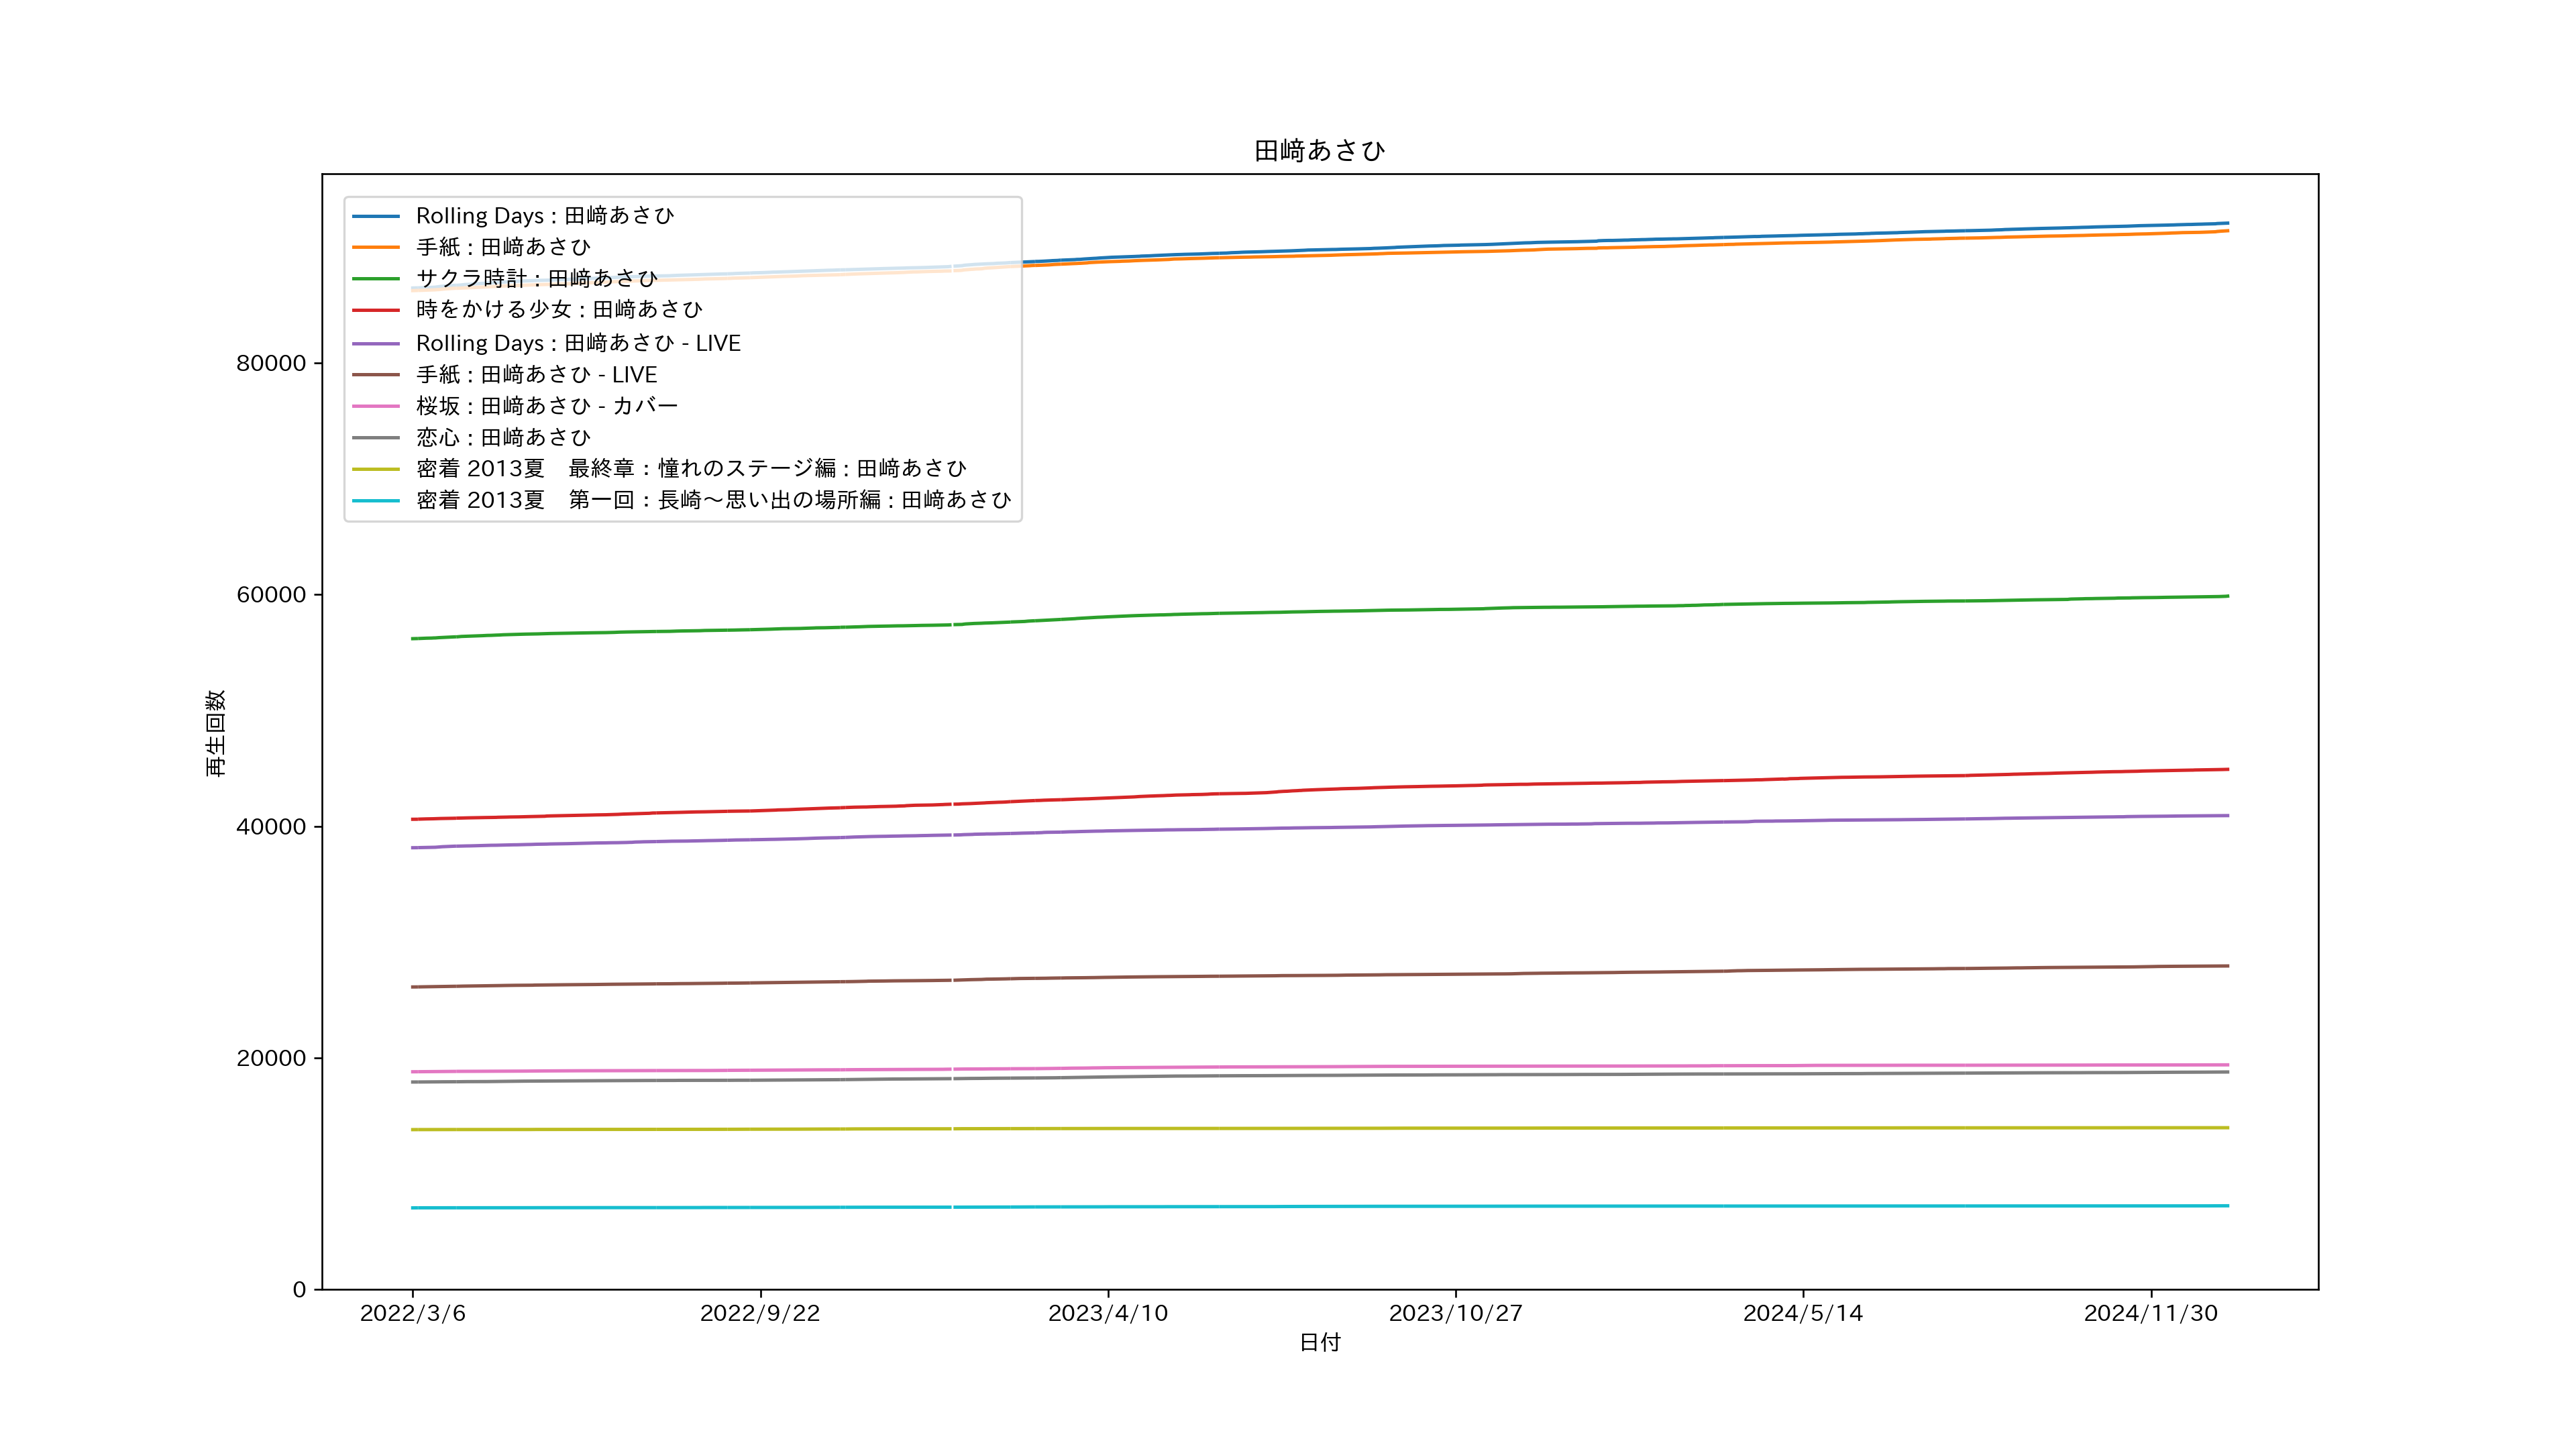 田﨑あさひ
Rolling Days : 田﨑あさひ
手紙 : 田﨑あさひ
サクラ時計 : 田﨑あさひ
時をかける少女 : 田﨑あさひ
Rolling Days : 田﨑あさひ - LIVE
手紙 : 田﨑あさひ - LIVE
桜坂 : 田﨑あさひ - カバー
恋心 : 田﨑あさひ
密着 2013夏　最終章：憧れのステージ編 : 田﨑あさひ
密着 2013夏　第一回：長崎～思い出の場所編 : 田﨑あさひ
再生回数
80000
60000
40000
20000
0
2022/3/6
2022/9/22
2023/4/10
2023/10/27
2024/5/14
2024/11/30
日付